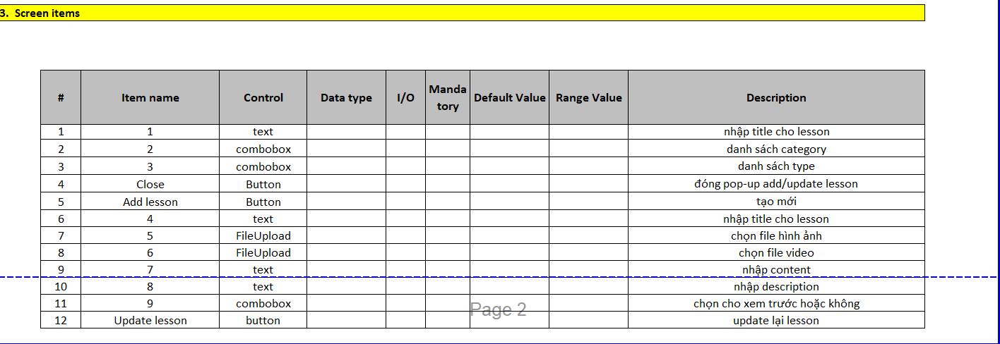 3. Screen items
# Item name Control Data type I/O Manda tory Default Value Range Value Description
1 1 text nhập title cho lesson
2 2 combobox danh sách category
3 3 combobox danh sách type
4 Close Button đóng pop-up add/update lesson
5 Add lesson Button tạo mới
6 4 text nhập title cho lesson
7 5 FileUpload chọn file hình ảnh
8 6 FileUpload chọn file video
9 7 text nhập content
10 8 text nhập description
11 9 combobox chọn cho xem trước hoặc không
Page 2
12 Update lesson button update lại lesson